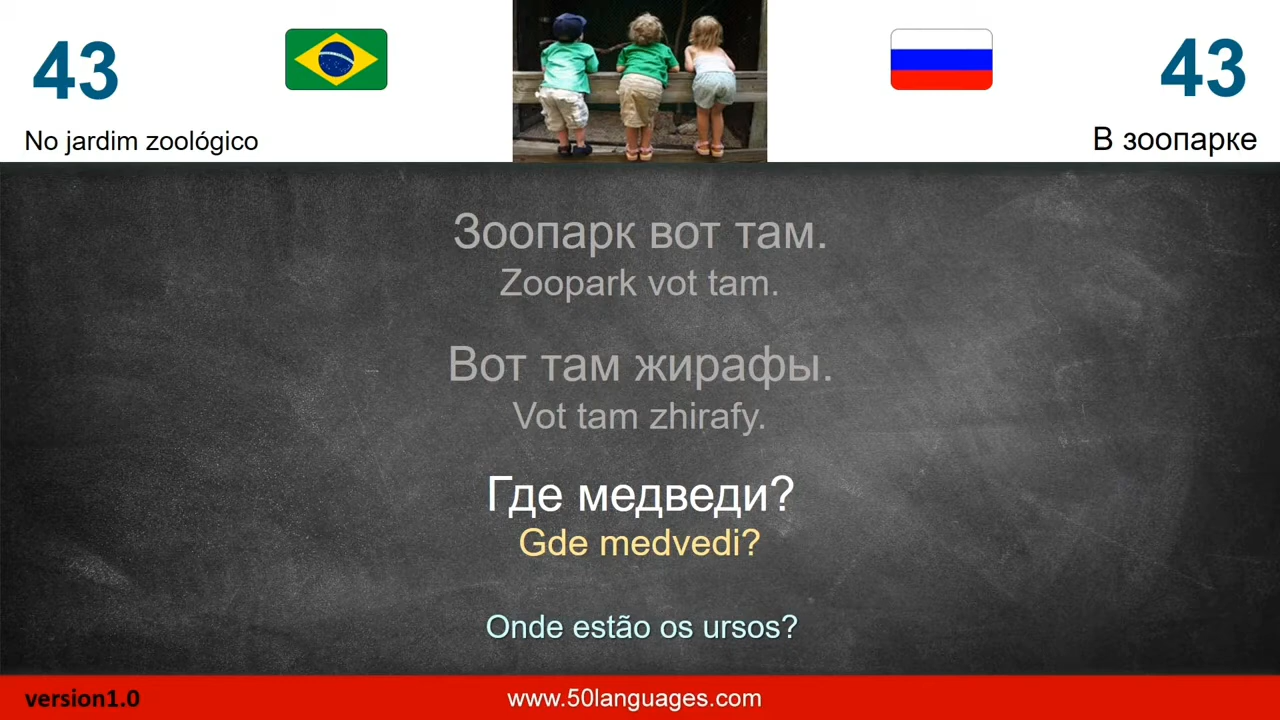 43
43
No jardim zoológico
В зоопарке
Зоопарк вот там.
Zoopark vot tam.
Вот там жирафы.
Vot tam zhirafy.
Где медведи?
Gde medvedi?
Onde estão os ursos?
version1.0
www.50languages.com